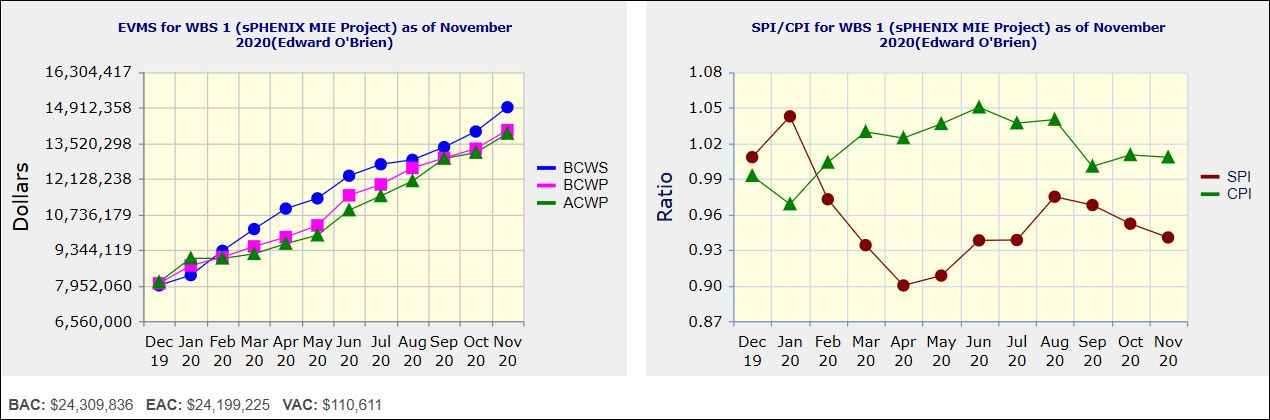 EVMS for WBS 1 (sPHENIX MIE Project) as of November
2020(Edward O'Brien)
16,304,417
14,912,358
13,520,298
12,128,238
10,736,179
9,344,119
7,952,060
6,560,000
Dollars
Dec Jan Feb Mar Apr May Jun Jul Aug Sep Oct Nov
19 20 20 20 20 20 20 20 20 20 20 20
BCWS
BCWP
ACWP
SPI/CPI for WBS 1 (sPHENIX MIE Project) as of November
2020(Edward O'Brien)
1.08
1.05
1.02
0.99
0.96
0.93
0.90
0.87
Ratio
Dec Jan Feb Mar Apr May Jun Jul Aug Sep Oct Nov
19 20 20 20 20 20 20 20 20 20 20 20
SPI
CPI
BAC: $24,309,836 EAC: $24,199,225 VAC: $110,611